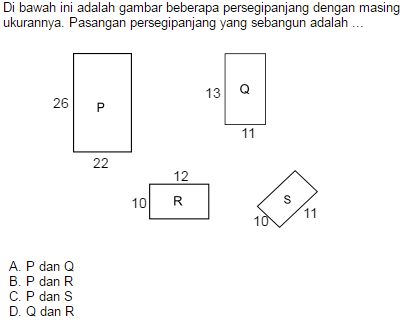 Di bawah ini adalah gambar beberapa persegipanjang dengan masing
ukurannya. Pasangan persegipanjang yang sebangun adalah ...
26
P
22
13
Q
11
12
10
R
S
10
11
A. P dan Q
B. P dan R
C. P dan S
D. Q dan R